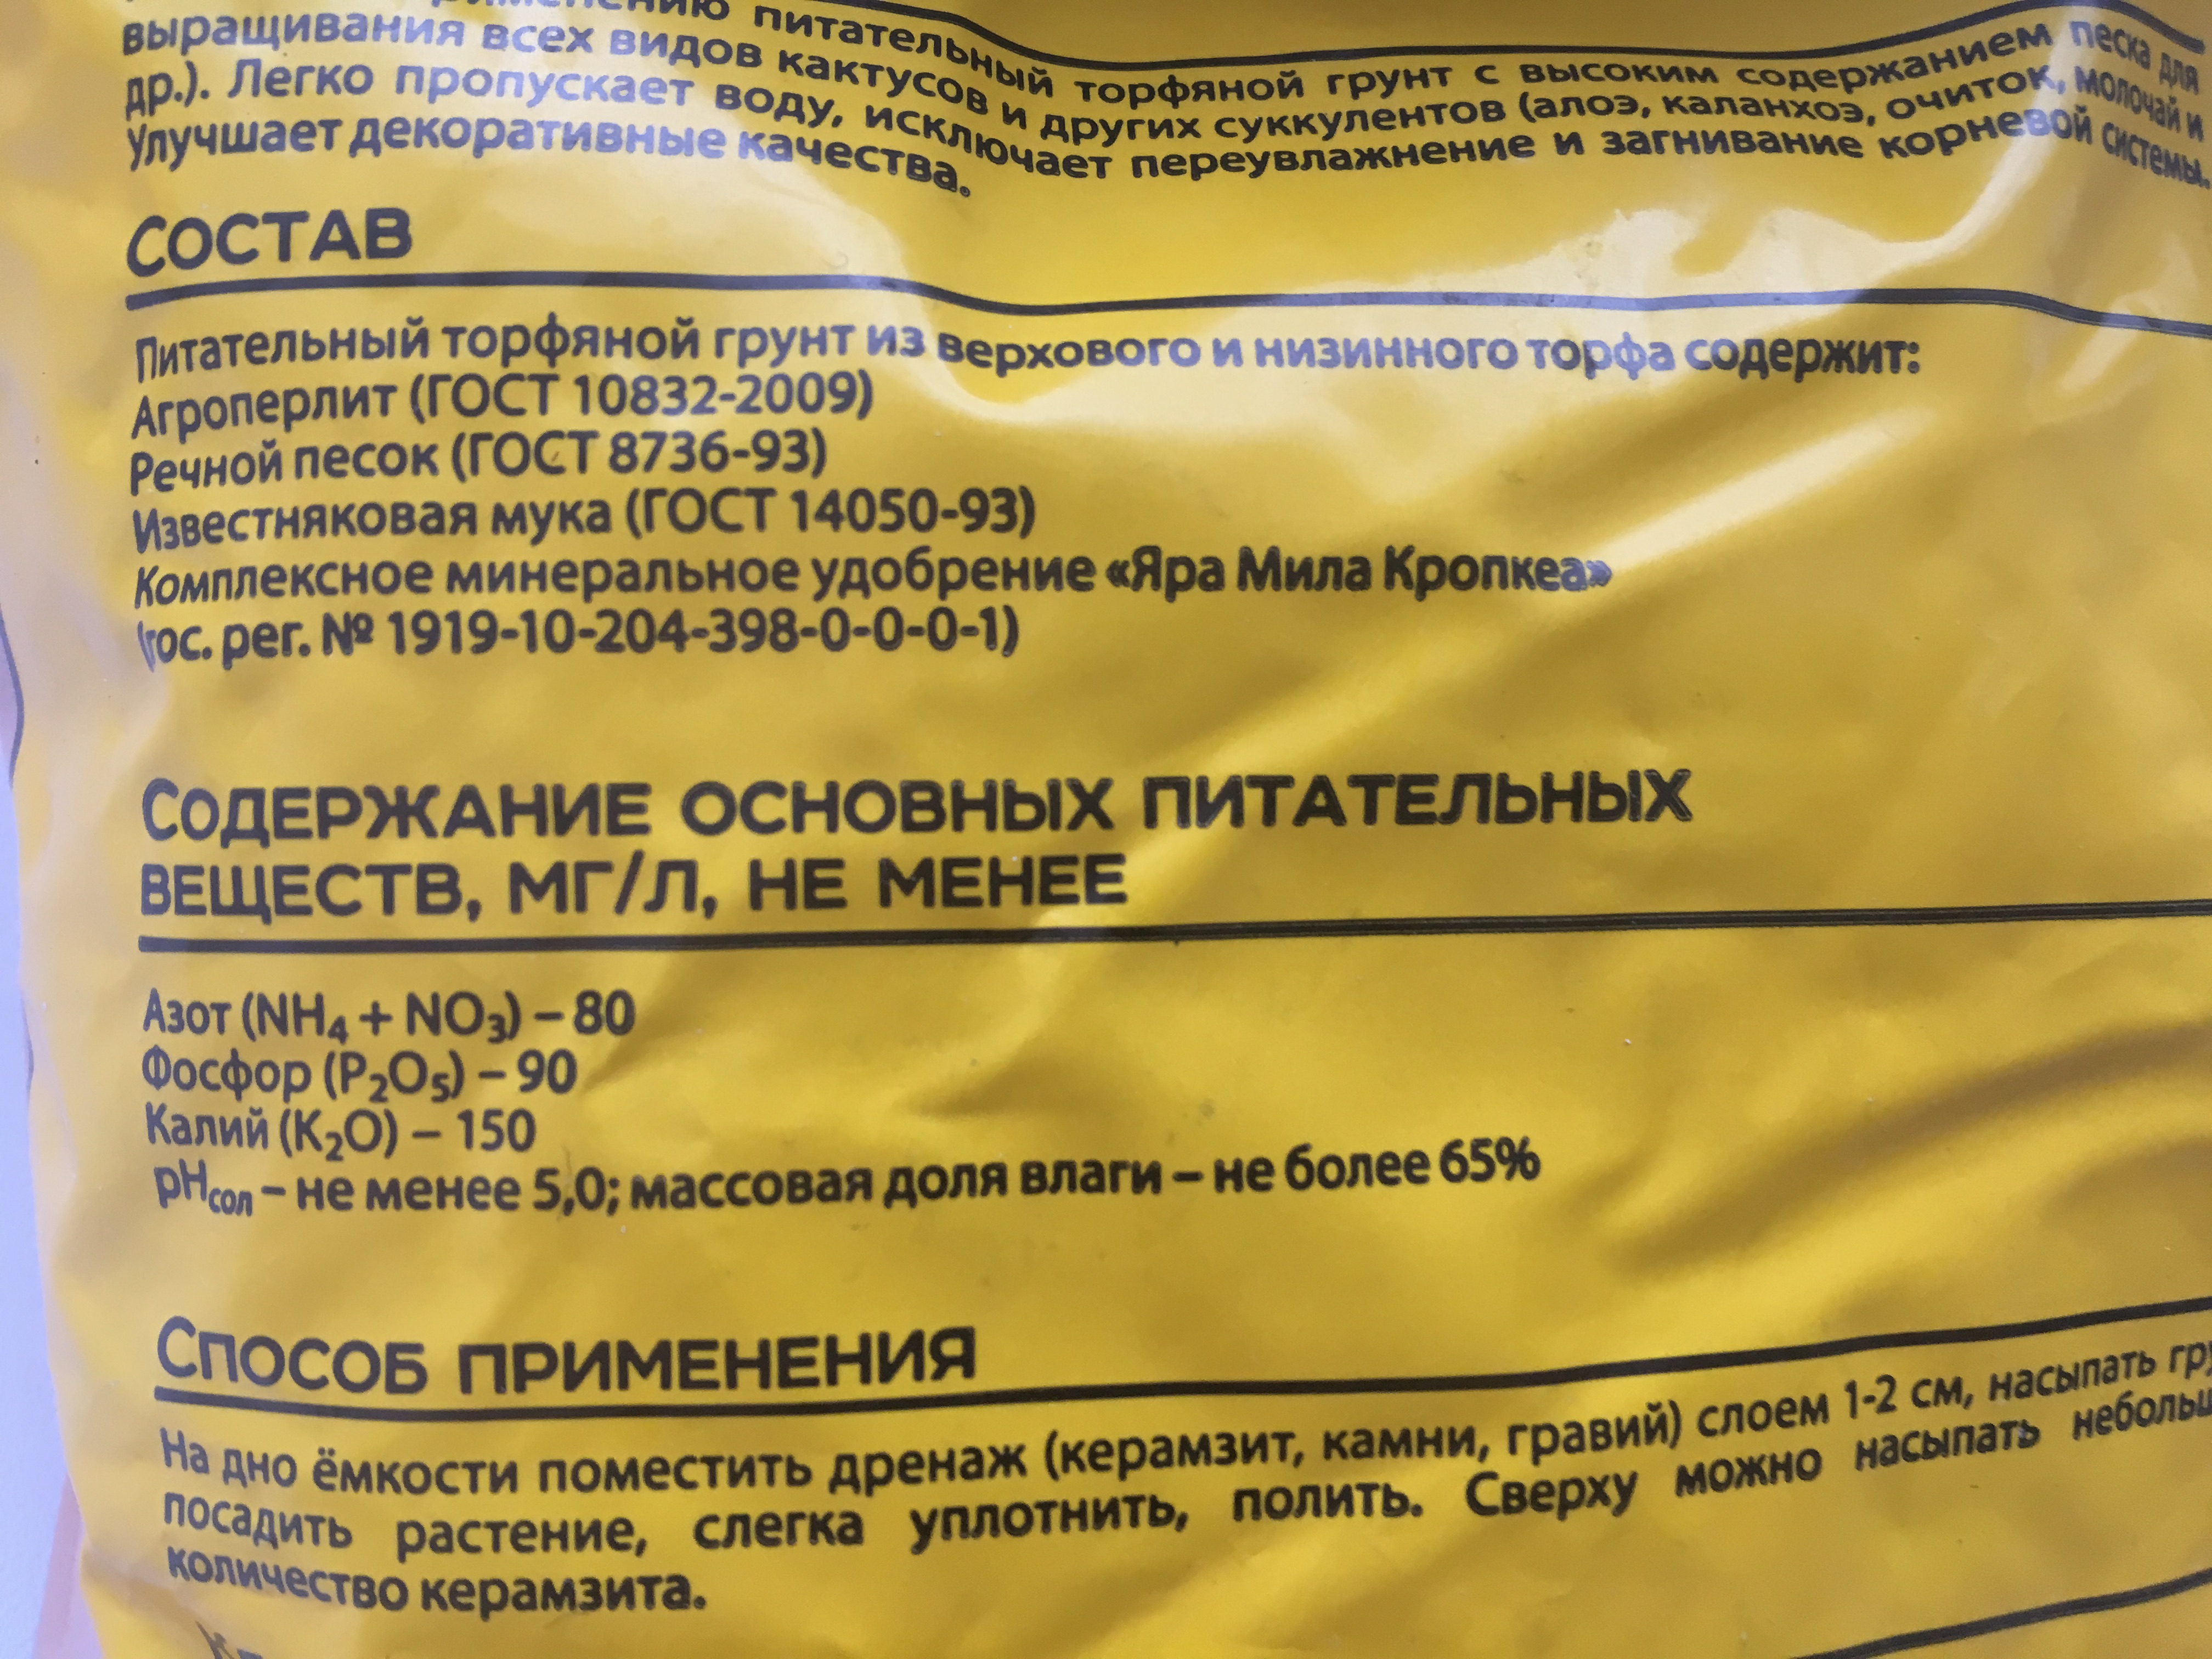 питательный торфяной грунт с высоким содержанием песка для
выращивания всех видов кактусов и других суккулентов (алоэ, каланхоэ, очиток, молочай и
др.). Легко пропускает воду, исключает переувлажнение и загнивание корневой системы.
Улучшает декоративные качества.
СОСТАВ
Питательный торфяной грунт из верхового и низинного торфа содержит:
Агроперлит (ГОСТ 10832-2009)
Речной песок (ГОСТ 8736-93)
Известняковая мука (ГОСТ 14050-93)
Комплексное минеральное удобрение «Яра Мила Кропкеа»
(гос. рег. № 1919-10-204-398-0-0-0-1)
СОДЕРЖАНИЕ ОСНОВНЫХ ПИТАТЕЛЬНЫХ
ВЕЩЕСТВ, МГ/Л, НЕ МЕНЕЕ
Азот (NH₄ + NO₃) – 80
Фосфор (P₂O₅) – 90
Калий (K₂O) – 150
pHсол – не менее 5,0; массовая доля влаги – не более 65%
СПОСОБ ПРИМЕНЕНИЯ
На дно ёмкости поместить дренаж (керамзит, камни, гравий) слоем 1-2 см, насыпать
посадить растение, слегка уплотнить, полить. Сверху можно насыпать
количество керамзита.